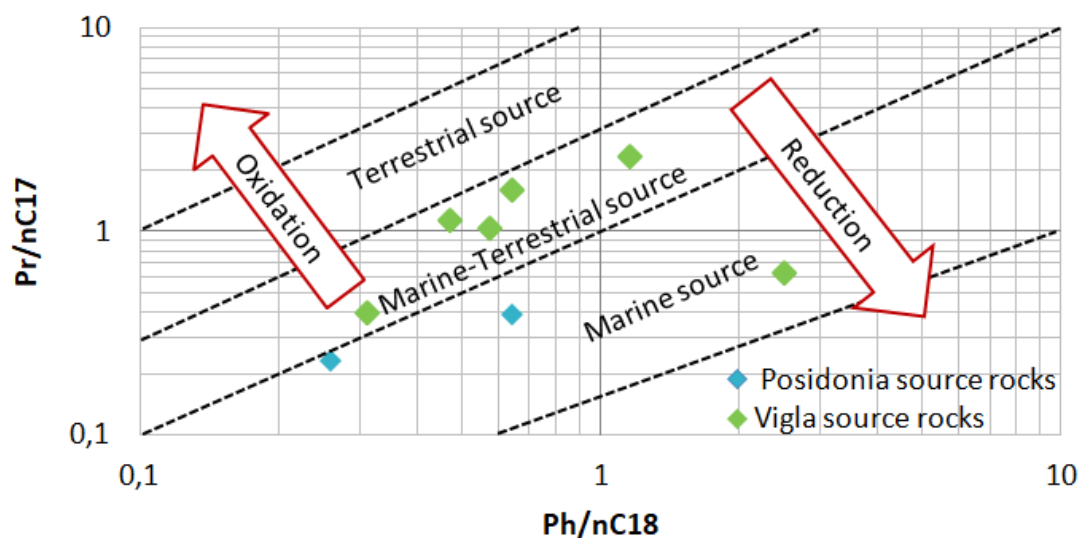 10
Terrestrial source
Oxidation
Reduction
Pr/nC17
1
Marine-Terrestrial source
Marine source
Posidonia source rocks
Vigla source rocks
0,1
0,1
1
10
Ph/nC18